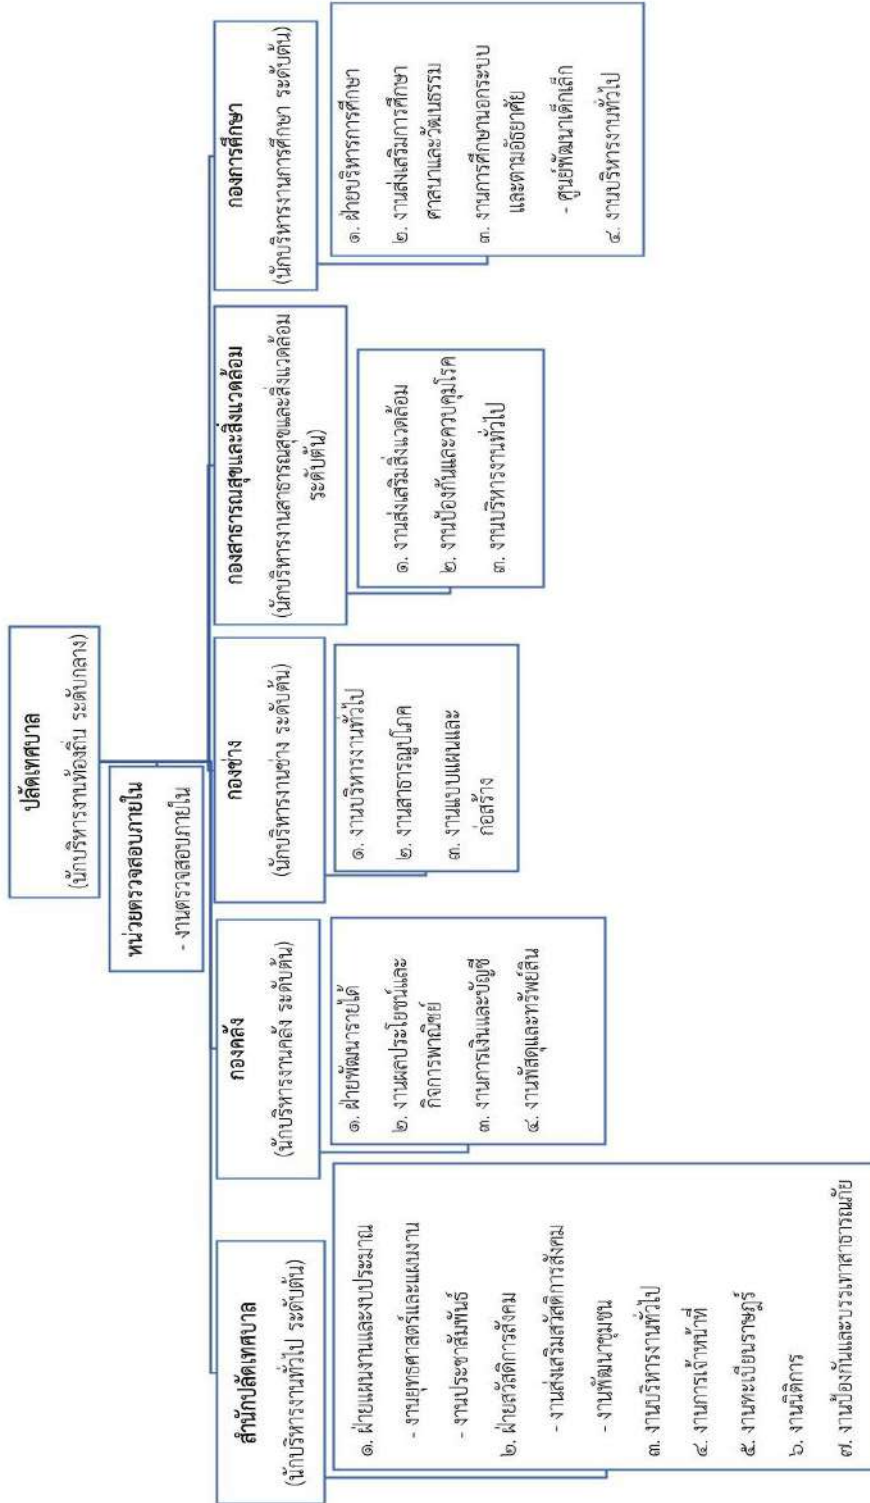 ปลัดเทศบาล
(นักบริหารงานท้องถิ่น ระดับกลาง)
หน่วยตรวจสอบภายใน
- งานตรวจสอบภายใน
สำนักปลัดเทศบาล
(นักบริหารงานทั่วไป ระดับต้น)
๑. ฝ่ายแผนงานและงบประมาณ
- งานยุทธศาสตร์และแผนงาน
- งานประชาสัมพันธ์
๒. ฝ่ายสวัสดิการสังคม
- งานส่งเสริมสวัสดิการสังคม
- งานพัฒนาชุมชน
๓. งานบริหารงานทั่วไป
๔. งานการเจ้าหน้าที่
๕. งานทะเบียนราษฎร์
๖. งานนิติการ
๗. งานป้องกันและบรรเทาสาธารณภัย
กองคลัง
(นักบริหารงานคลัง ระดับต้น)
๑. ฝ่ายพัฒนารายได้
๒. งานผลประโยชน์และ
กิจการพาณิชย์
๓. งานการเงินและบัญชี
๔. งานพัสดุและทรัพย์สิน
กองช่าง
(นักบริหารงานช่าง ระดับต้น)
๑. งานบริหารงานทั่วไป
๒. งานสาธารณูปโภค
๓. งานแบบแผนและ
ก่อสร้าง
กองสาธารณสุขและสิ่งแวดล้อม
(นักบริหารงานสาธารณสุขและสิ่งแวดล้อม
ระดับต้น)
๑. งานส่งเสริมสิ่งแวดล้อม
๒. งานป้องกันและควบคุมโรค
๓. งานบริหารงานทั่วไป
กองการศึกษา
(นักบริหารงานการศึกษา ระดับต้น)
๑. ฝ่ายบริหารการศึกษา
๒. งานส่งเสริมการศึกษา
ศาสนาและวัฒนธรรม
๓. งานการศึกษานอกระบบ
และตามอัธยาศัย
- ศูนย์พัฒนาเด็กเล็ก
๔. งานบริหารงานทั่วไป